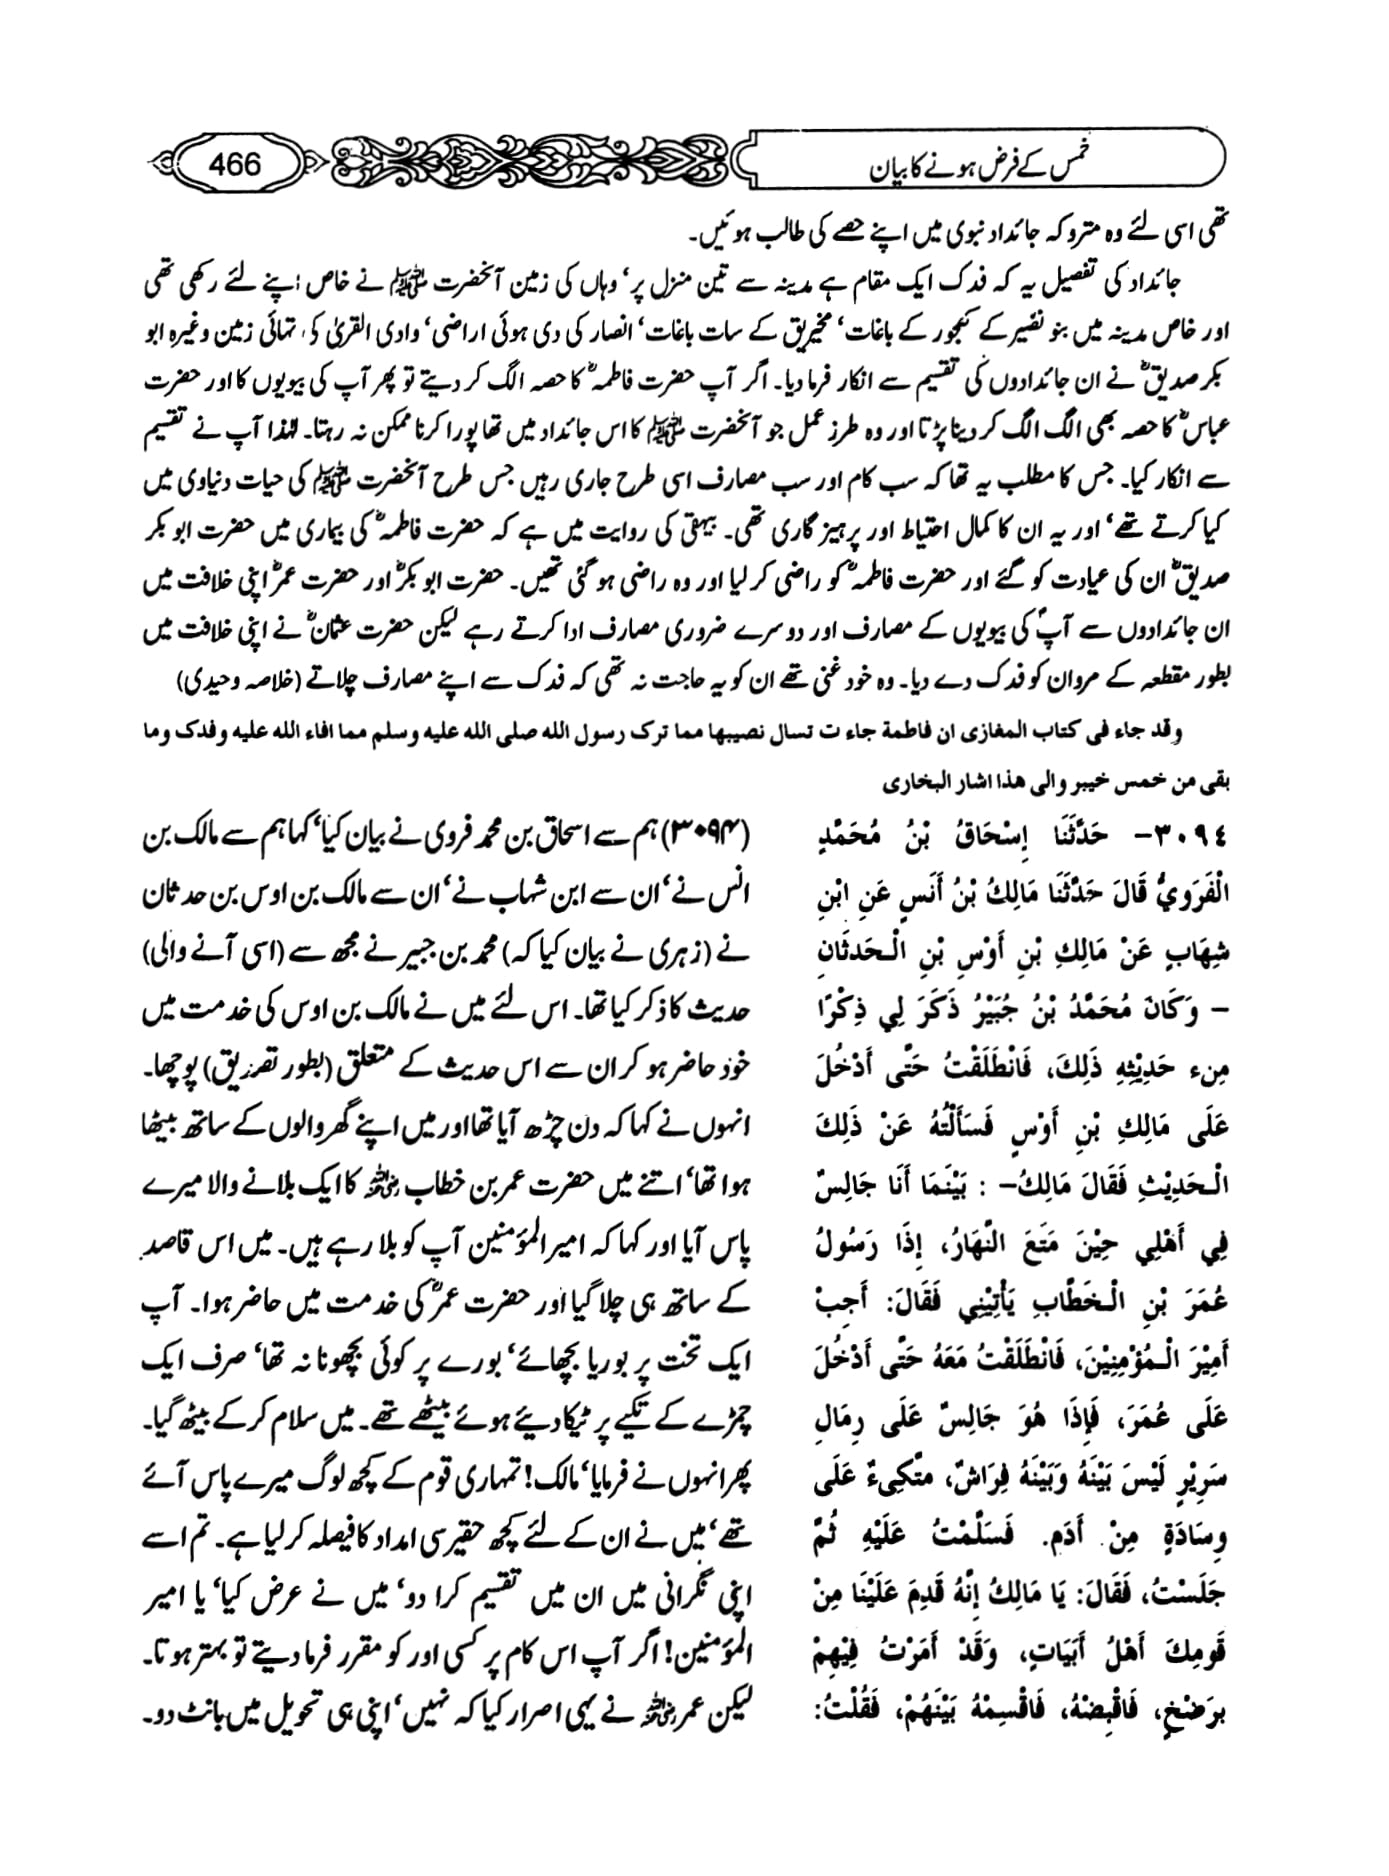 466
خمس کے فرض ہونے کا بیان
تھی اسی لئے وہ متروکہ جائداد نبوی میں اپنے حصے کی طالب ہوئیں۔
جائداد کی تفصیل یہ کہ فدک ایک مقام ہے مدینہ سے تین منزل پر‘ وہاں کی زمین آنحضرت ﷺ نے خاص اپنے لئے رکھی تھی
اور خاص مدینہ میں بنو نضیر کے کھجور کے باغات‘ مخیریق کے سات باغات‘ انصار کی دی ہوئی اراضی‘ وادی القریٰ کی تہائی زمین وغیرہ ابو
بکر صدیقؓ نے ان جائدادوں کی تقسیم سے انکار فرما دیا۔ اگر آپ حضرت فاطمہؓ کا حصہ الگ کر دیتے تو پھر آپ کی بیویوں کا اور حضرت
عباسؓ کا حصہ بھی الگ الگ کر دینا پڑتا اور وہ طرز عمل جو آنحضرت ﷺ کا اس جائداد میں تھا پورا کرنا ممکن نہ رہتا۔ لہٰذا آپ نے تقسیم
سے انکار کیا۔ جس کا مطلب یہ تھا کہ سب کام اور سب مصارف اسی طرح جاری رہیں جس طرح آنحضرت ﷺ کی حیات دنیاوی میں
کیا کرتے تھے‘ اور یہ ان کا کمال احتیاط اور پرہیز گاری تھی۔ بیہقی کی روایت میں ہے کہ حضرت فاطمہؓ کی بیماری میں حضرت ابو بکر
صدیقؓ ان کی عیادت کو گئے اور حضرت فاطمہؓ کو راضی کر لیا اور وہ راضی ہو گئی تھیں۔ حضرت ابو بکرؓ اور حضرت عمرؓ اپنی خلافت میں
ان جائدادوں سے آپؐ کی بیویوں کے مصارف اور دوسرے ضروری مصارف ادا کرتے رہے لیکن حضرت عثمانؓ نے اپنی خلافت میں
بطور مقطعہ کے مروان کو فدک دے دیا۔ وہ خود غنی تھے ان کو یہ حاجت نہ تھی کہ فدک سے اپنے مصارف چلاتے (خلاصہ وحیدی)
وقد جاء فی کتاب المغازی ان فاطمة جاء ت تسال نصیبها مما ترک رسول الله صلی الله علیه وسلم مما افاء الله علیه وفدک وما
بقی من خمس خیبر والی هذا اشار البخاری
٣٠٩٤- حَدَّثَنَا إِسْحَاقُ بْنُ مُحَمَّدٍ
الْفَرَوِيُّ قَالَ حَدَّثَنَا مَالِكُ بْنُ أَنَسٍ عَنِ ابْنِ
شِهَابٍ عَنْ مَالِكِ بْنِ أَوْسِ بْنِ الْحَدَثَانِ
- وَكَانَ مُحَمَّدُ بْنُ جُبَيْرُ ذَكَرَ لِي ذِكْرًا
مِنء حَدِيْثِهِ ذَلِكَ، فَانْطَلَقْتُ حَتَّى أَدْخُلَ
عَلَى مَالِكِ بْنِ أَوْسٍ فَسَأَلْتُهُ عَنْ ذَلِكَ
الْحَدِيْثِ فَقَالَ مَالِكُ- : بَيْنَمَا أَنَا جَالِسٌ
فِي أَهْلِي حِيْنَ مَتَعَ النَّهَارُ، إِذَا رَسُولُ
عُمَرَ بْنِ الْخَطَّابِ يَأْتِيْنِي فَقَالَ: أَجِبْ
أَمِيْرَ الْمُؤْمِنِيْنَ، فَانْطَلَقْتُ مَعَهُ حَتَّى أَدْخُلَ
عَلَى عُمَرَ، فَإِذَا هُوَ جَالِسٌ عَلَى رِمَالِ
سَرِيْرٍ لَيْسَ بَيْنَهُ وَبَيْنَهُ فِرَاشٌ، مُتَّكِىءٌ عَلَى
وِسَادَةٍ مِنْ أَدَمٍ. فَسَلَّمْتُ عَلَيْهِ ثُمَّ
جَلَسْتُ، فَقَالَ: يَا مَالِكُ إِنَّهُ قَدِمَ عَلَيْنَا مِنْ
قَومِكَ أَهْلُ أَبْيَاتٍ، وَقَدْ أَمَرْتُ فِيْهِمْ
بِرَضْخٍ، فَاقْبِضْهُ، فَاقْسِمْهُ بَيْنَهُمْ، فَقُلْتُ:
(۳۰۹۴) ہم سے اسحاق بن محمد فروی نے بیان کیا‘ کہا ہم سے مالک بن
انس نے‘ ان سے ابن شہاب نے‘ ان سے مالک بن اوس بن حدثان
نے (زہری نے بیان کیا کہ) محمد بن جبیر نے مجھ سے (اسی آنے والی)
حدیث کا ذکر کیا تھا۔ اس لئے میں نے مالک بن اوس کی خدمت میں
خود حاضر ہو کر ان سے اس حدیث کے متعلق (بطور تصدیق) پوچھا۔
انہوں نے کہا کہ دن چڑھ آیا تھا اور میں اپنے گھر والوں کے ساتھ بیٹھا
ہوا تھا‘ اتنے میں حضرت عمر بن خطاب رضی اللہ عنہ کا ایک بلانے والا میرے
پاس آیا اور کہا کہ امیرالمؤمنین آپ کو بلا رہے ہیں۔ میں اس قاصد
کے ساتھ ہی چلا گیا اور حضرت عمرؓ کی خدمت میں حاضر ہوا۔ آپ
ایک تخت پر بوریا بچھائے‘ بورے پر کوئی بچھونا نہ تھا‘ صرف ایک
چمڑے کے تکیے پر ٹیکا دیئے ہوئے بیٹھے تھے۔ میں سلام کر کے بیٹھ گیا۔
پھر انہوں نے فرمایا‘ مالک! تمہاری قوم کے کچھ لوگ میرے پاس آئے
تھے‘ میں نے ان کے لئے کچھ حقیر سی امداد کا فیصلہ کر لیا ہے۔ تم اسے
اپنی نگرانی میں ان میں تقسیم کرا دو‘ میں نے عرض کیا‘ یا امیر
المؤمنین! اگر آپ اس کام پر کسی اور کو مقرر فرما دیتے تو بہتر ہوتا۔
لیکن عمر رضی اللہ عنہ نے یہی اصرار کیا کہ نہیں‘ اپنی ہی تحویل میں بانٹ دو۔